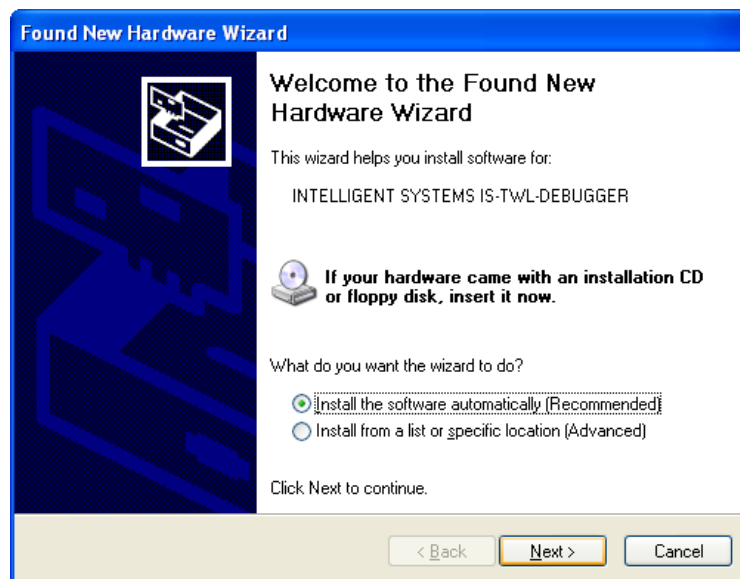 Found New Hardware Wizard
Welcome to the Found New
Hardware Wizard
This wizard helps you install software for:
INTELLIGENT SYSTEMS IS-TWL-DEBUGGER
If your hardware came with an installation CD
or floppy disk, insert it now.
What do you want the wizard to do?
Install the software automatically (Recommended)
Install from a list or specific location (Advanced)
Click Next to continue.
< Back Next > Cancel